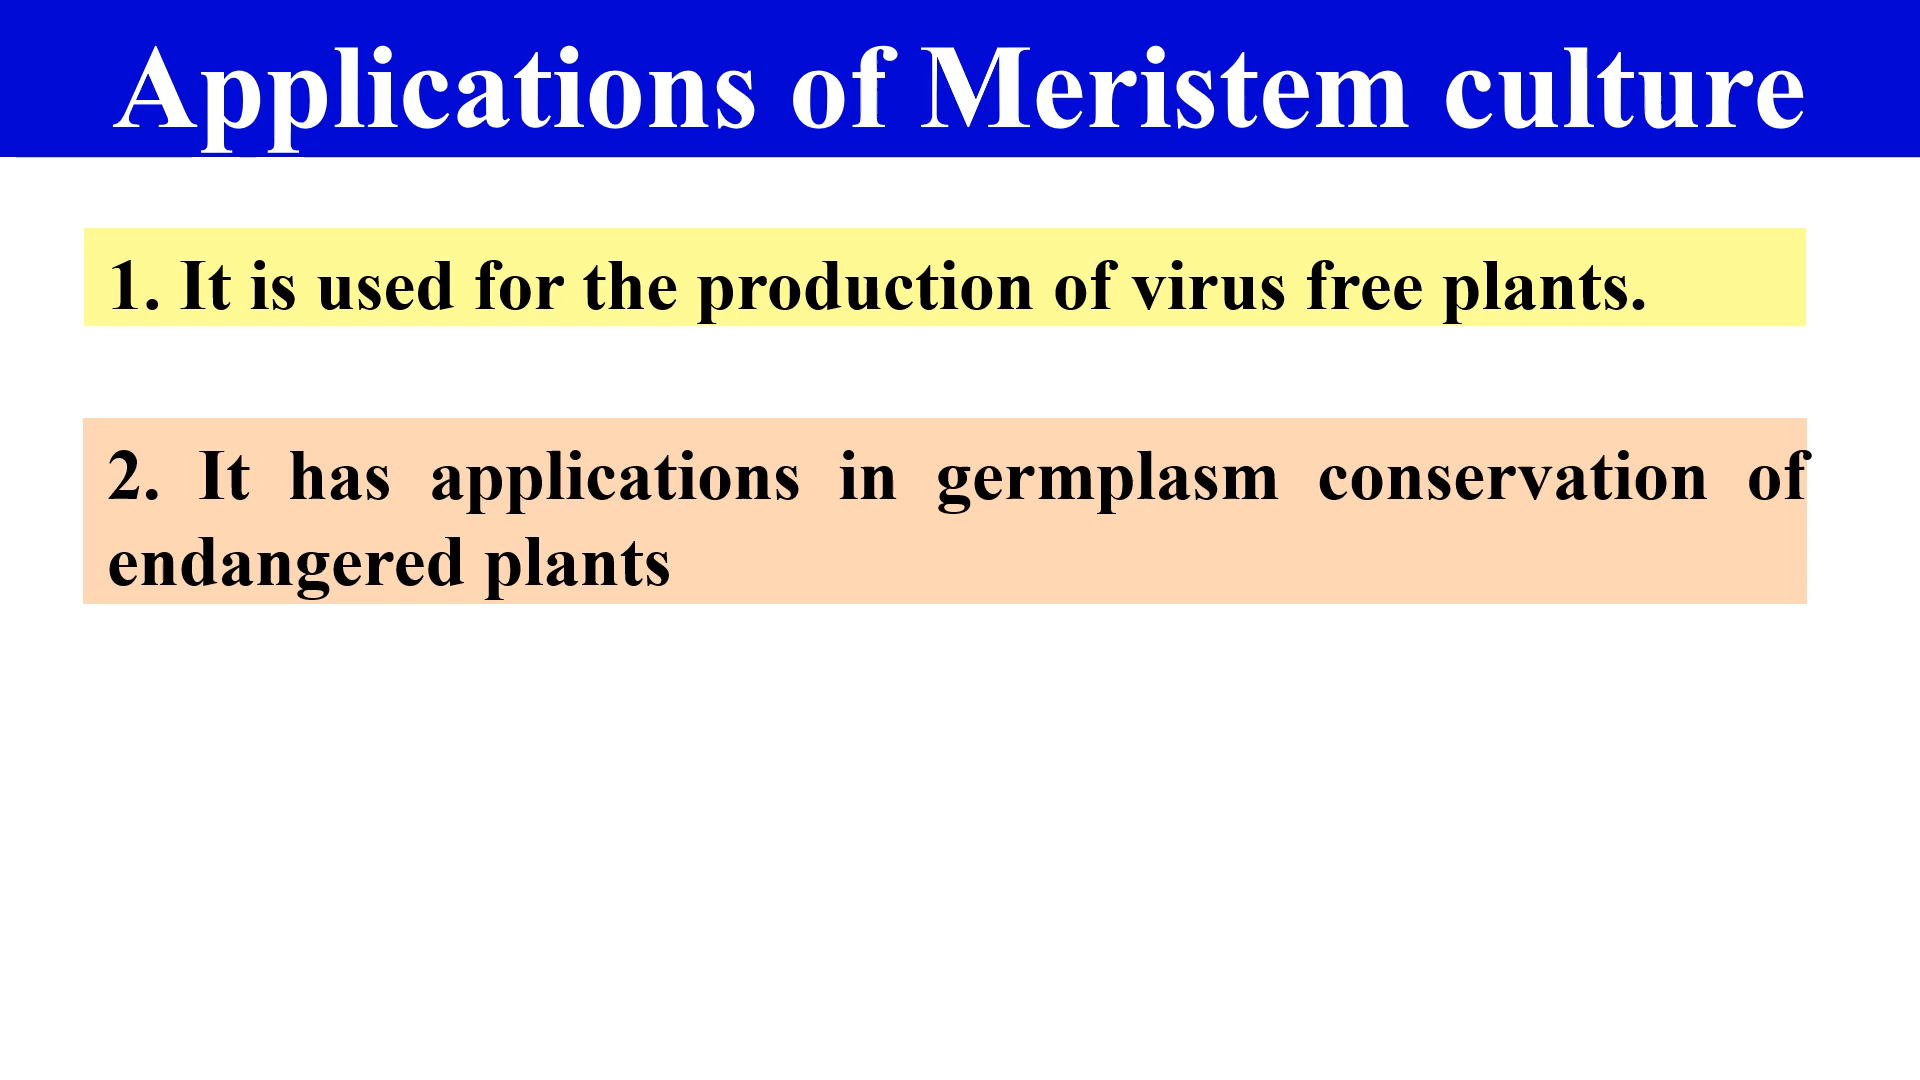 Applications of Meristem culture
1. It is used for the production of virus free plants.
2. It has applications in germplasm conservation of
endangered plants